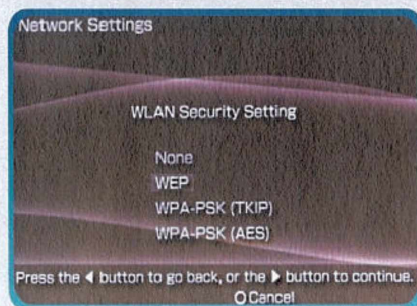 Network Settings
WLAN Security Setting
None
WEP
WPA-PSK (TKIP)
WPA-PSK (AES)
Press the ◀ button to go back, or the ▶ button to continue.
O Cancel